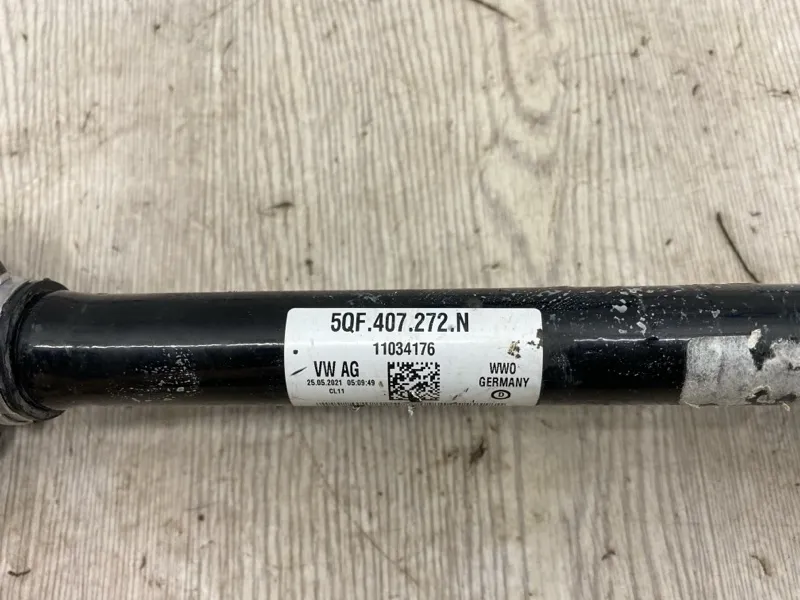 5QF.407.272.N
11034176
VW AG
25.05.2021 05:09:49
CL11
WWO
GERMANY
D